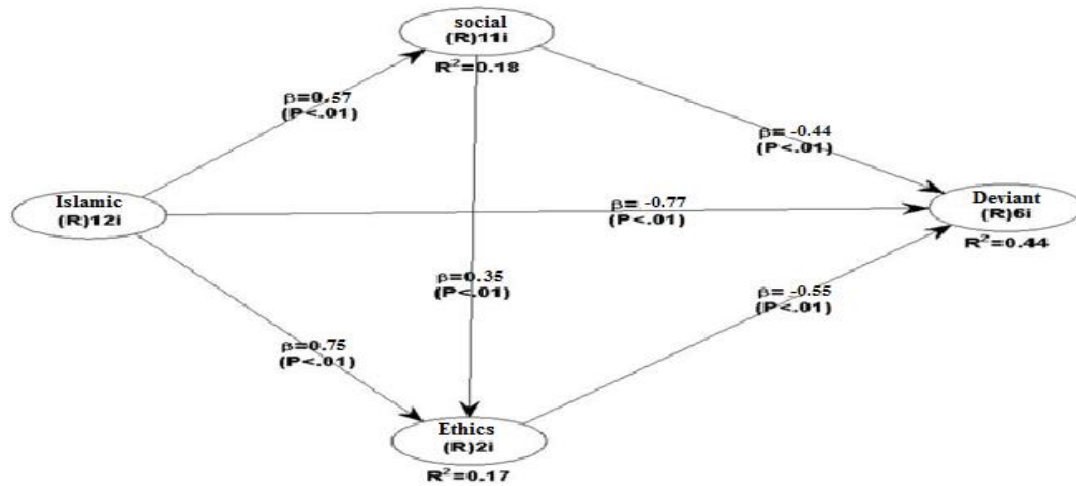 social
(R)11i
R²=0.18
β=0.57
(P<.01)
β= -0.44
(P<.01)
Islamic
(R)12i
β= -0.77
(P<.01)
Deviant
(R)6i
R²=0.44
β=0.35
(P<.01)
β= -0.55
(P<.01)
β=0.75
(P<.01)
Ethics
(R)2i
R²=0.17